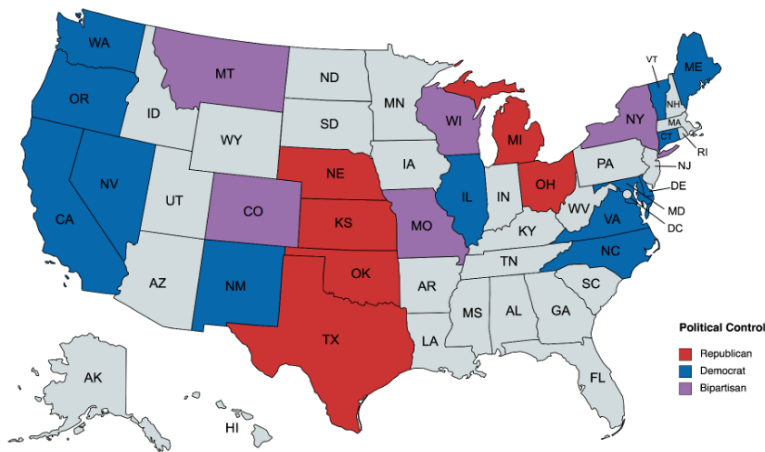 WA
MT
ND
MN
VT
ME
OR
ID
SD
WI
MI
NY
NH
MA
CT
RI
WY
NE
IA
PA
NJ
NV
UT
CO
IL
IN
OH
WV
DE
MD
DC
CA
KS
MO
KY
VA
AZ
NM
OK
AR
TN
NC
TX
LA
MS
AL
GA
SC
FL
AK
HI
Political Control
Republican
Democrat
Bipartisan